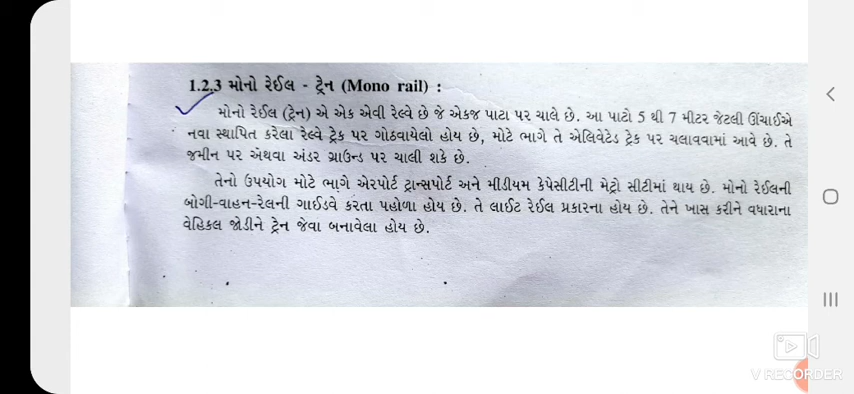 1.2.3 મોનો રેઈલ - ટ્રેન (Mono rail) :
મોનો રેઈલ (ટ્રેન) એ એક એવી રેલ્વે છે જે એકજ પાટા પર ચાલે છે. આ પાટો 5 થી 7 મીટર જેટલી ઊંચાઈએ
નવા સ્થાપિત કરેલા રેલ્વે ટ્રેક પર ગોઠવાયેલો હોય છે, મોટે ભાગે તે એલિવેટેડ ટ્રેક પર ચલાવવામાં આવે છે. તે
જમીન પર અથવા અંડર ગ્રાઉન્ડ પર ચાલી શકે છે.
તેનો ઉપયોગ મોટે ભાગે એરપોર્ટ ટ્રાન્સપોર્ટ અને મીડીયમ કેપેસીટીની મેટ્રો સીટીમાં થાય છે. મોનો રેઈલની
બોગી-વાહન-રેલની ગાઈડવે કરતા પહોળા હોય છે. તે લાઈટ રેઈલ પ્રકારના હોય છે. તેને ખાસ કરીને વધારાના
વેહિકલ જોડીને ટ્રેન જેવા બનાવેલા હોય છે.
V RECORDER